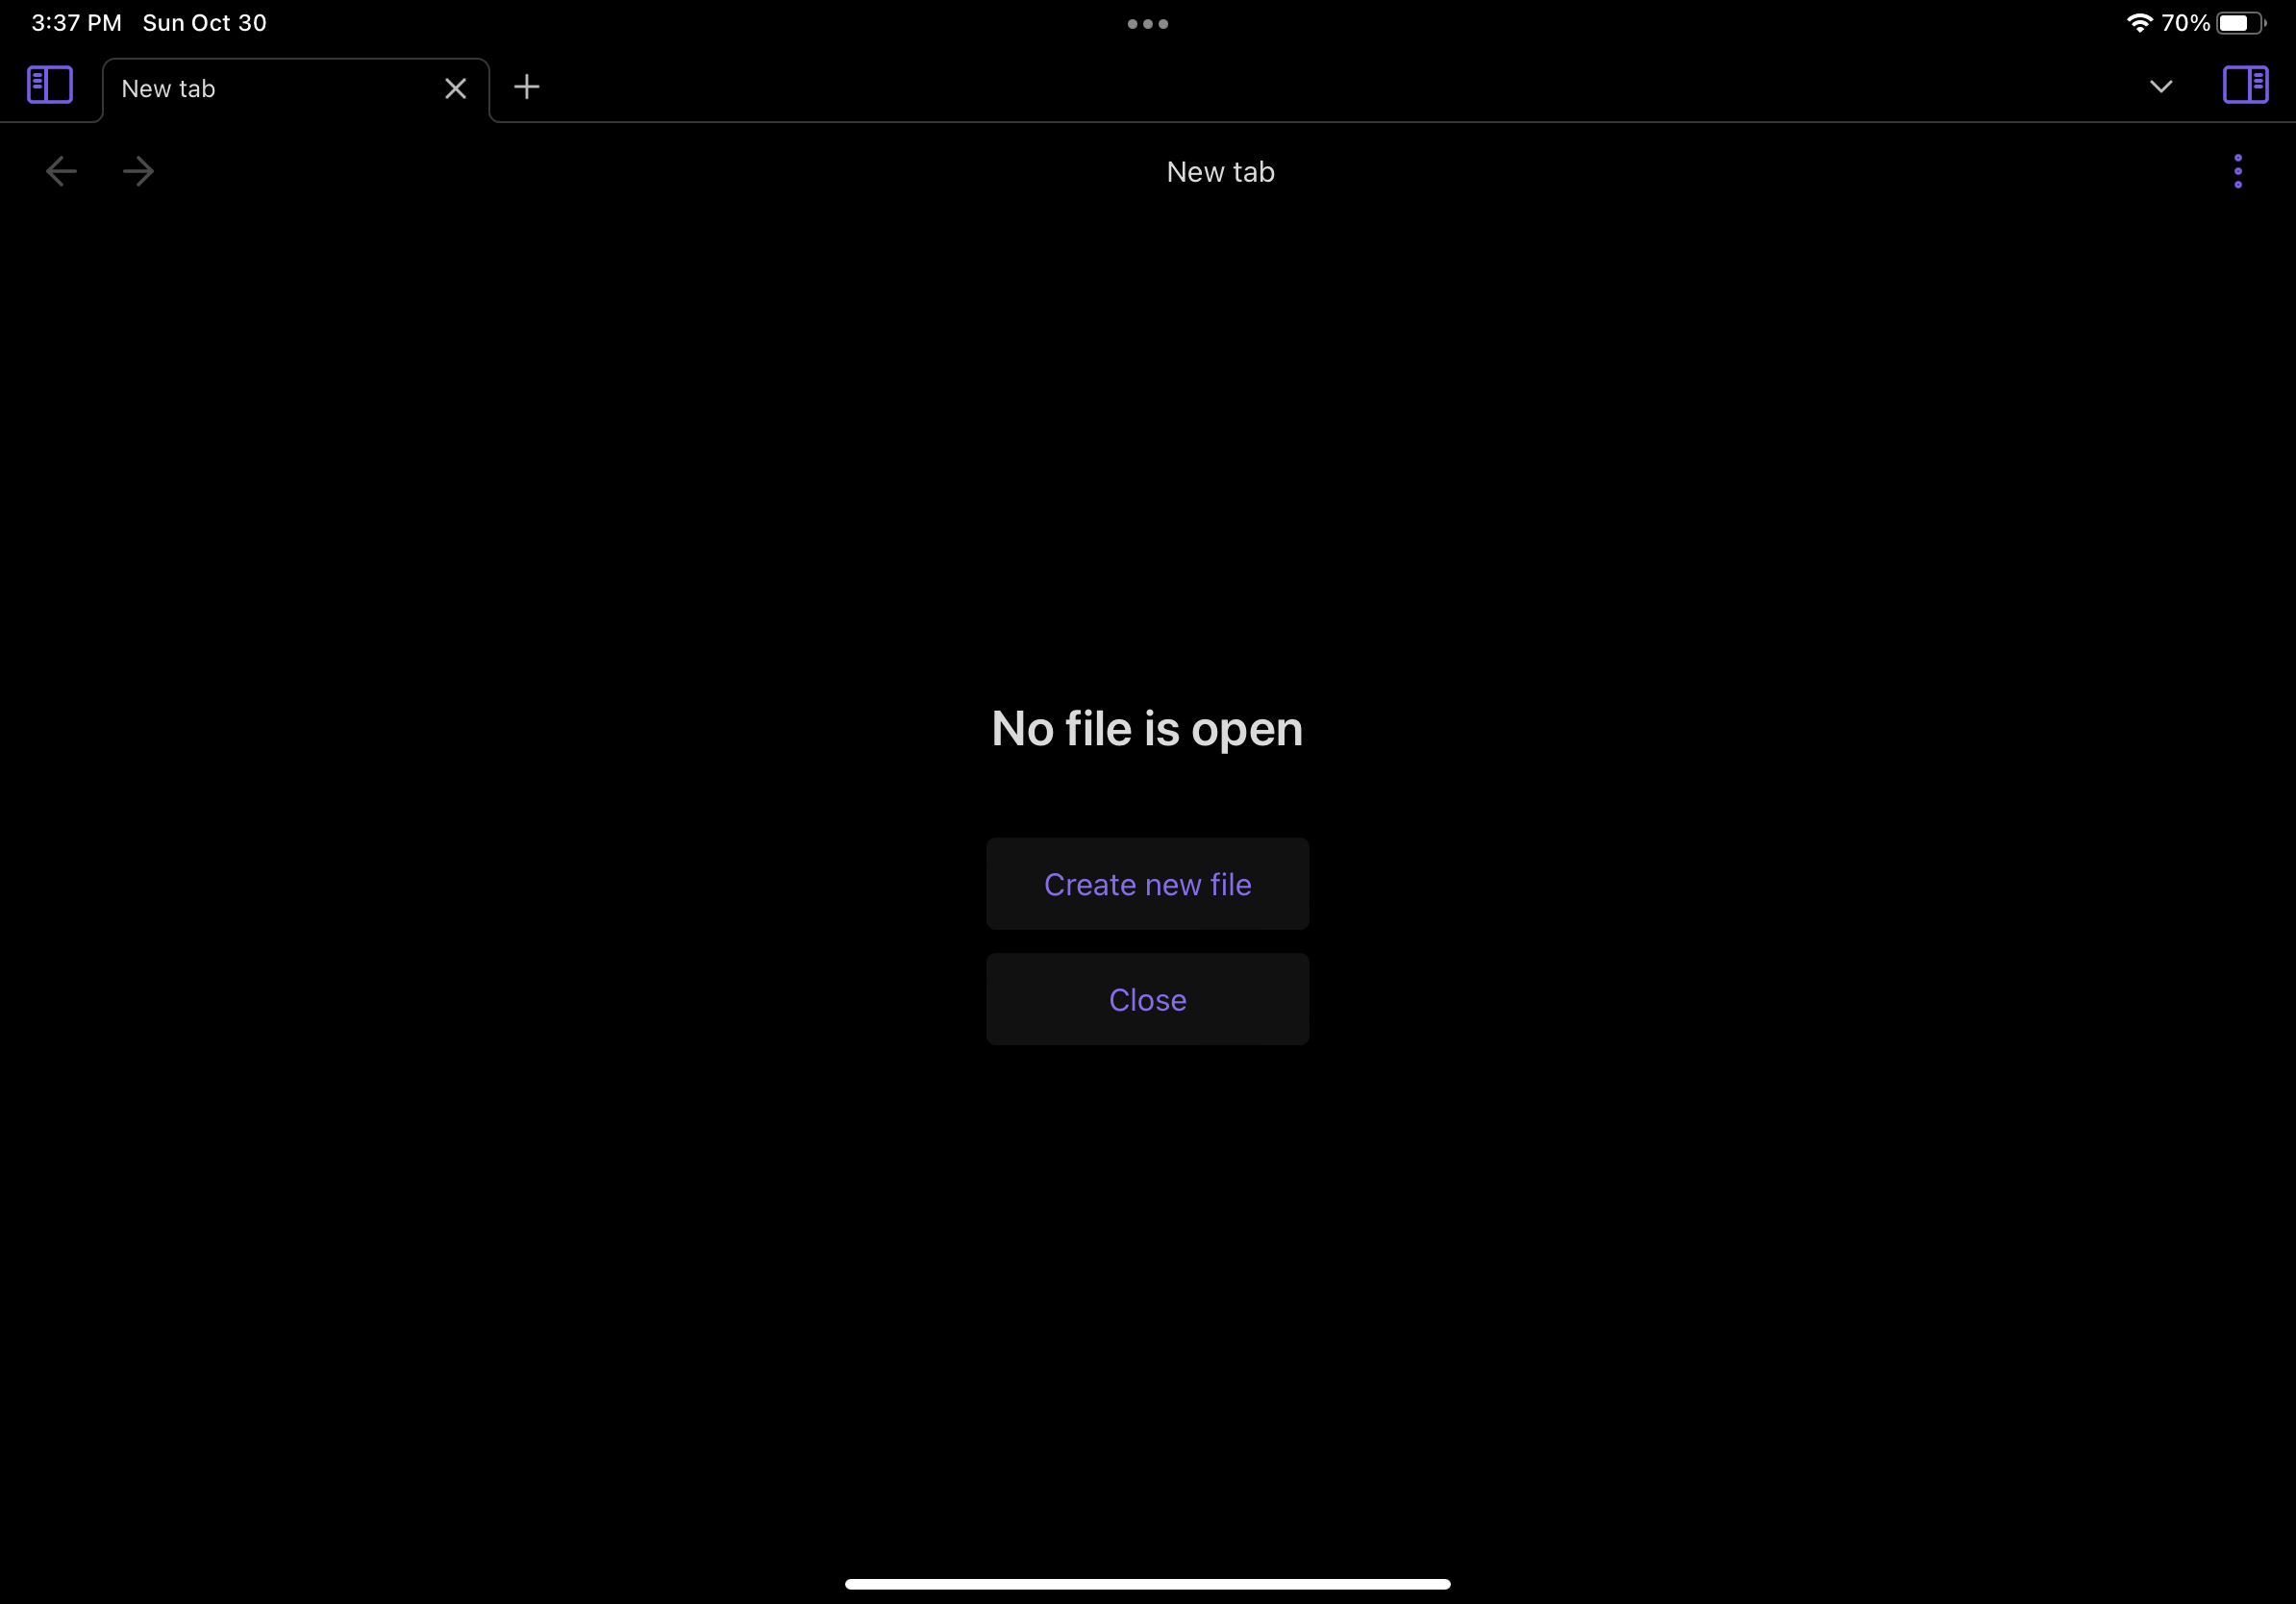 3:37 PM Sun Oct 30
70%
New tab
New tab
No file is open
Create new file
Close